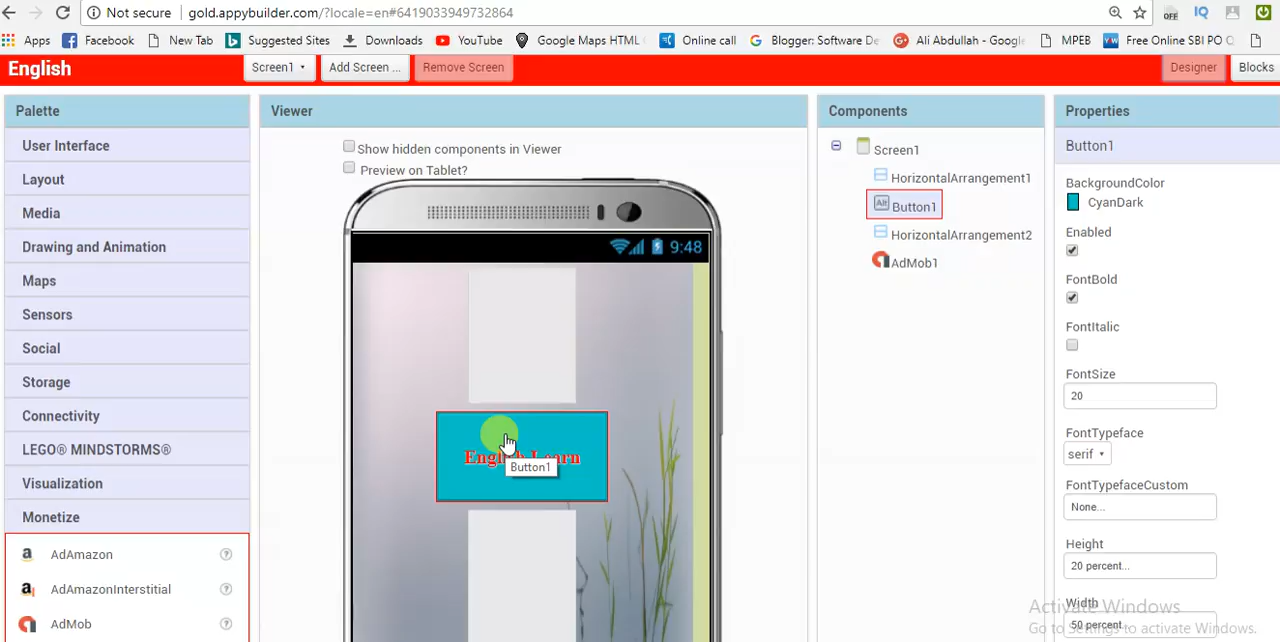 Not secure gold.appybuilder.com/?locale=en#6419033949732864
Apps Facebook New Tab Suggested Sites Downloads YouTube Google Maps HTML Online call Blogger: Software De Ali Abdullah - Google MPEB Free Online SBI PO
English Screen1 Add Screen ... Remove Screen Designer Blocks
Palette
User Interface
Layout
Media
Drawing and Animation
Maps
Sensors
Social
Storage
Connectivity
LEGO® MINDSTORMS®
Visualization
Monetize
AdAmazon
AdAmazonInterstitial
AdMob
Viewer
Show hidden components in Viewer
Preview on Tablet?
9:48
English Learn
Button1
Components
Screen1
HorizontalArrangement1
Button1
HorizontalArrangement2
AdMob1
Properties
Button1
BackgroundColor
CyanDark
Enabled
FontBold
FontItalic
FontSize
20
FontTypeface
serif
FontTypefaceCustom
None...
Height
20 percent...
Width
50 percent
Activate Windows
Go to Settings to activate Windows.